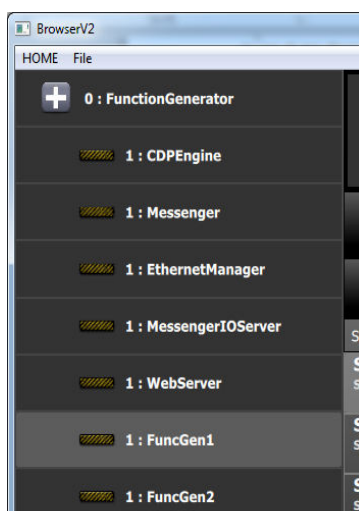 BrowserV2
HOME File
0 : FunctionGenerator
1 : CDPEngine
1 : Messenger
1 : EthernetManager
1 : MessengerIOServer
1 : WebServer
1 : FuncGen1
1 : FuncGen2